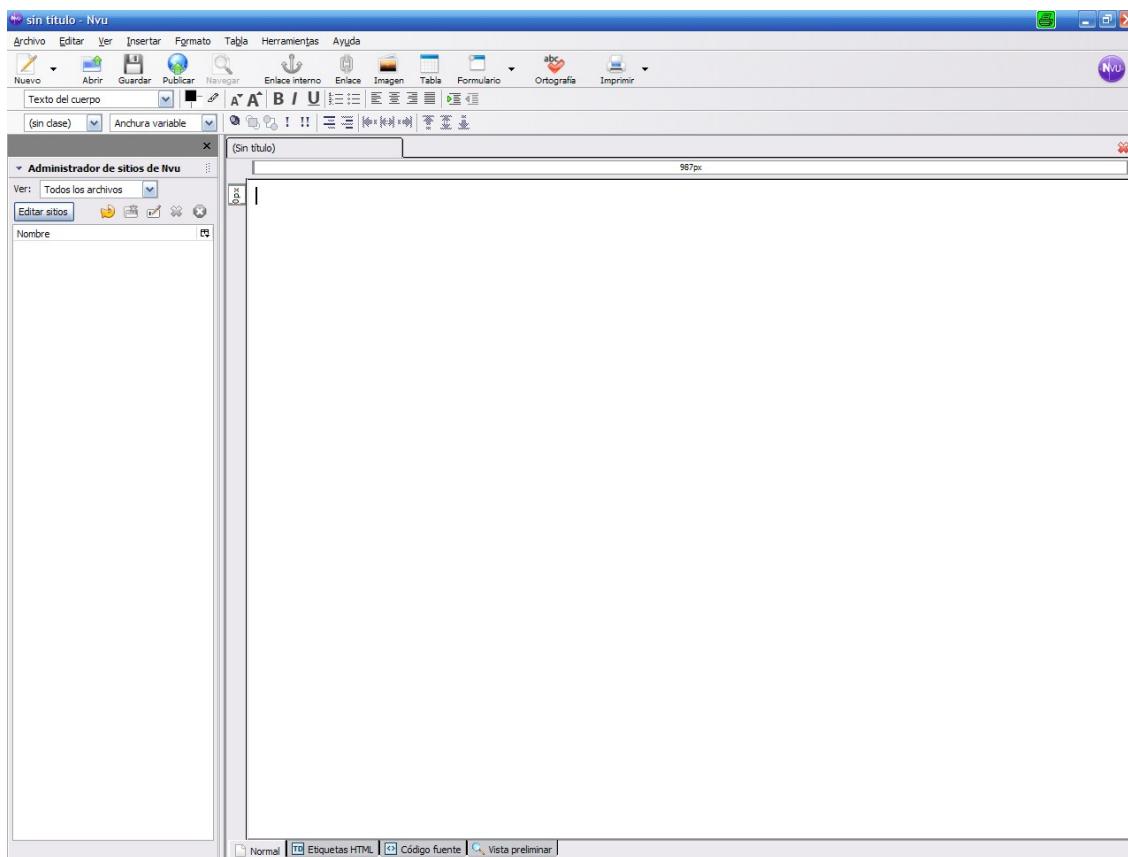 sin título - Nvu
Archivo Editar Ver Insertar Formato Tabla Herramientas Ayuda
Nuevo Abrir Guardar Publicar Navegar Enlace interno Enlace Imagen Tabla Formulario Ortografía Imprimir
Texto del cuerpo
(sin clase) Anchura variable
(Sin título)
Administrador de sitios de Nvu
987px
Ver: Todos los archivos
Editar sitios
Nombre
Normal Etiquetas HTML Código fuente Vista preliminar